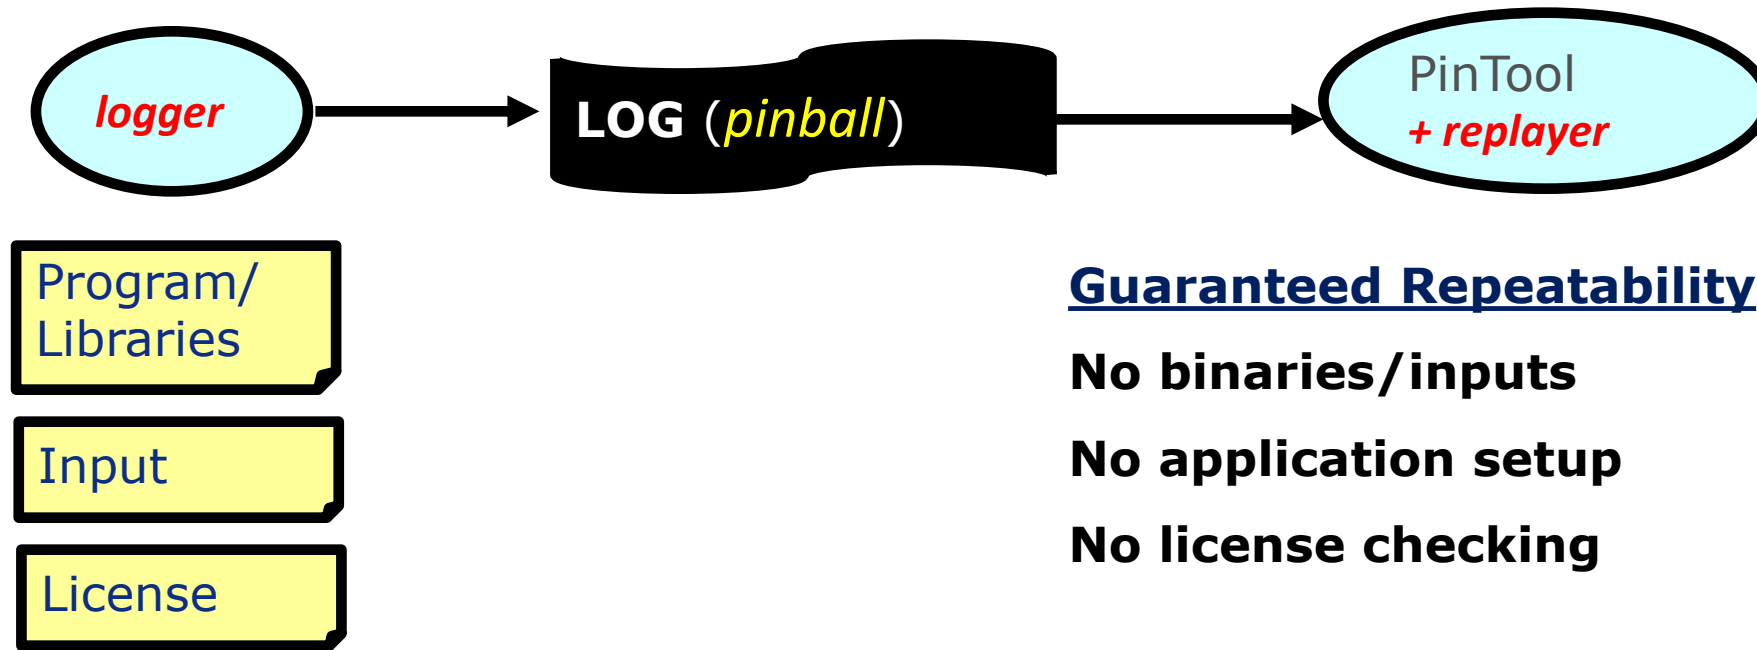 logger
LOG (pinball)
PinTool
+ replayer
Program/
Libraries
Input
License
Guaranteed Repeatability
No binaries/inputs
No application setup
No license checking